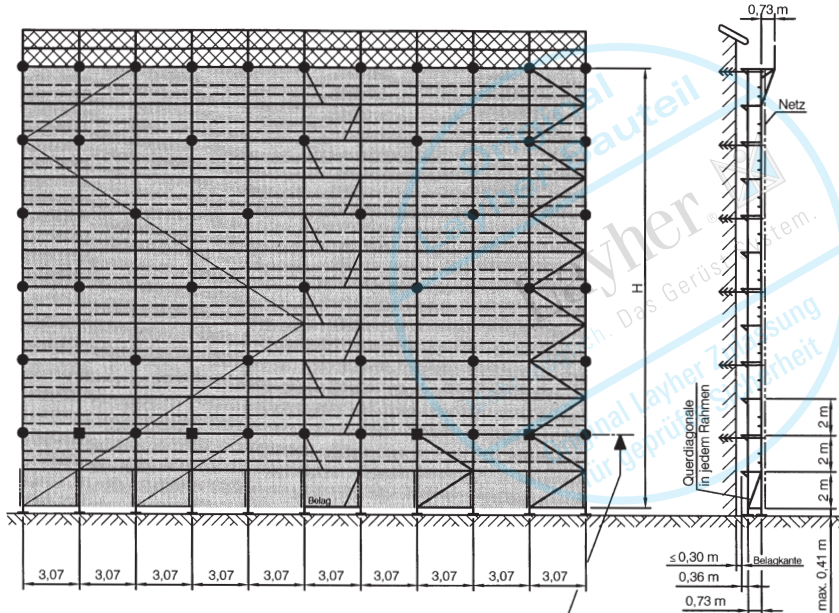 0,73 m
Netz
Original
Layher Bauteil
Layher®
Das Gerüst System.
Original Layher Zulassung
für geprüfte Sicherheit
H
Querdiagonale
in jedem Rahmen
2 m
2 m
2 m
Belag
≤ 0,30 m
Belagkante
0,36 m
0,73 m
max. 0,41 m
3,07
3,07
3,07
3,07
3,07
3,07
3,07
3,07
3,07
3,07